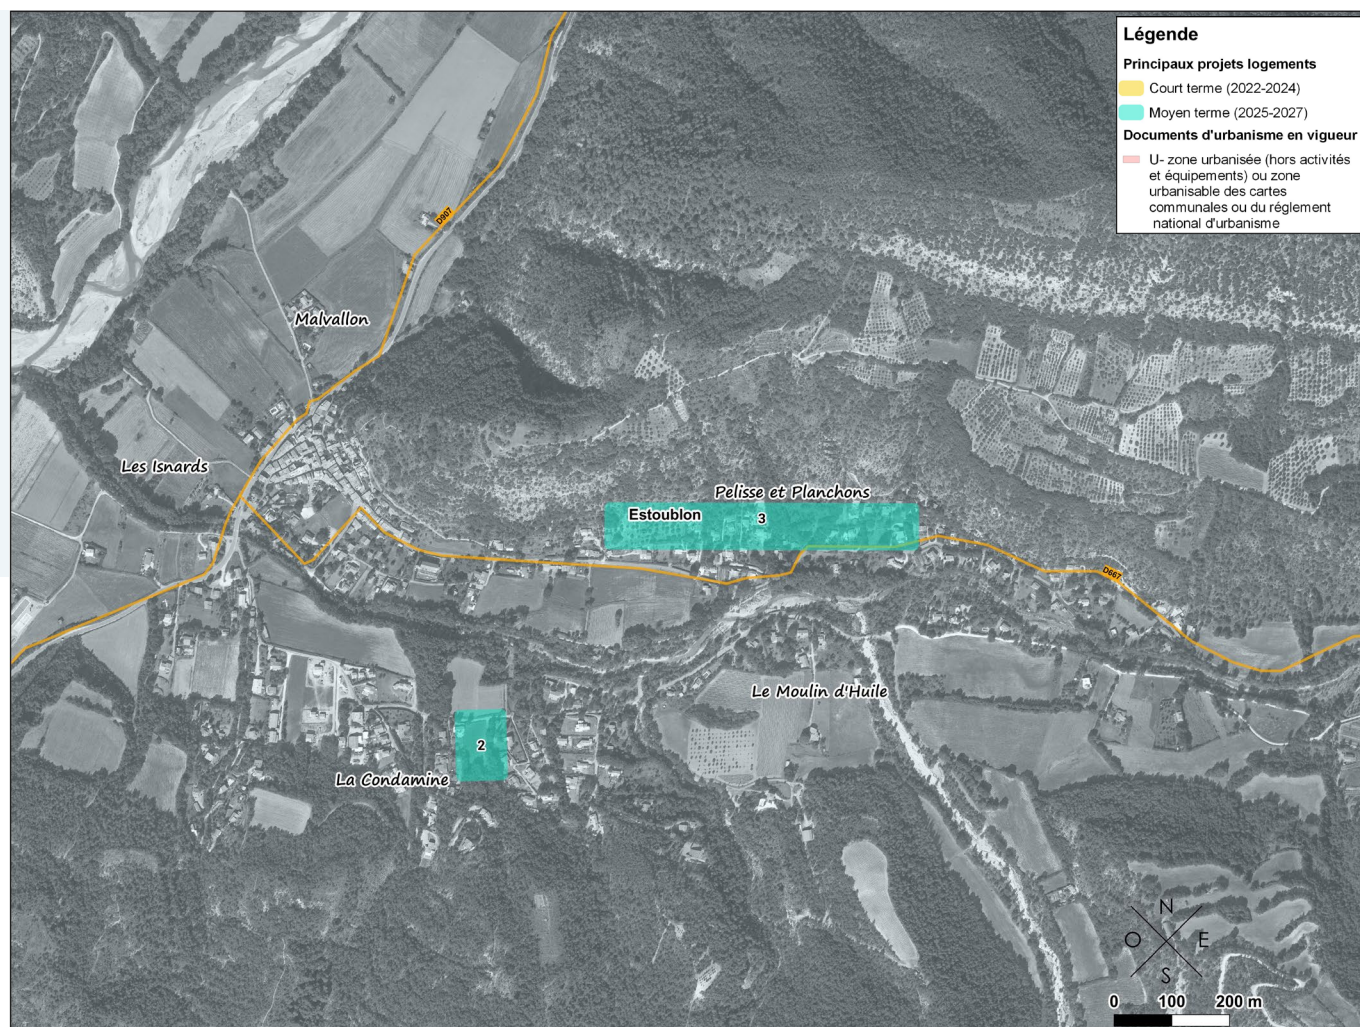 Légende
Principaux projets logements
Court terme (2022-2024)
Moyen terme (2025-2027)
Documents d'urbanisme en vigueur
U- zone urbanisée (hors activités
et équipements) ou zone
urbanisable des cartes
communales ou du réglement
national d'urbanisme
D907
Malvallon
Les Isnards
Pelisse et Planchons
Estoublon
3
D667
Le Moulin d'Huile
2
La Condamine
N
O E
S
0 100 200 m